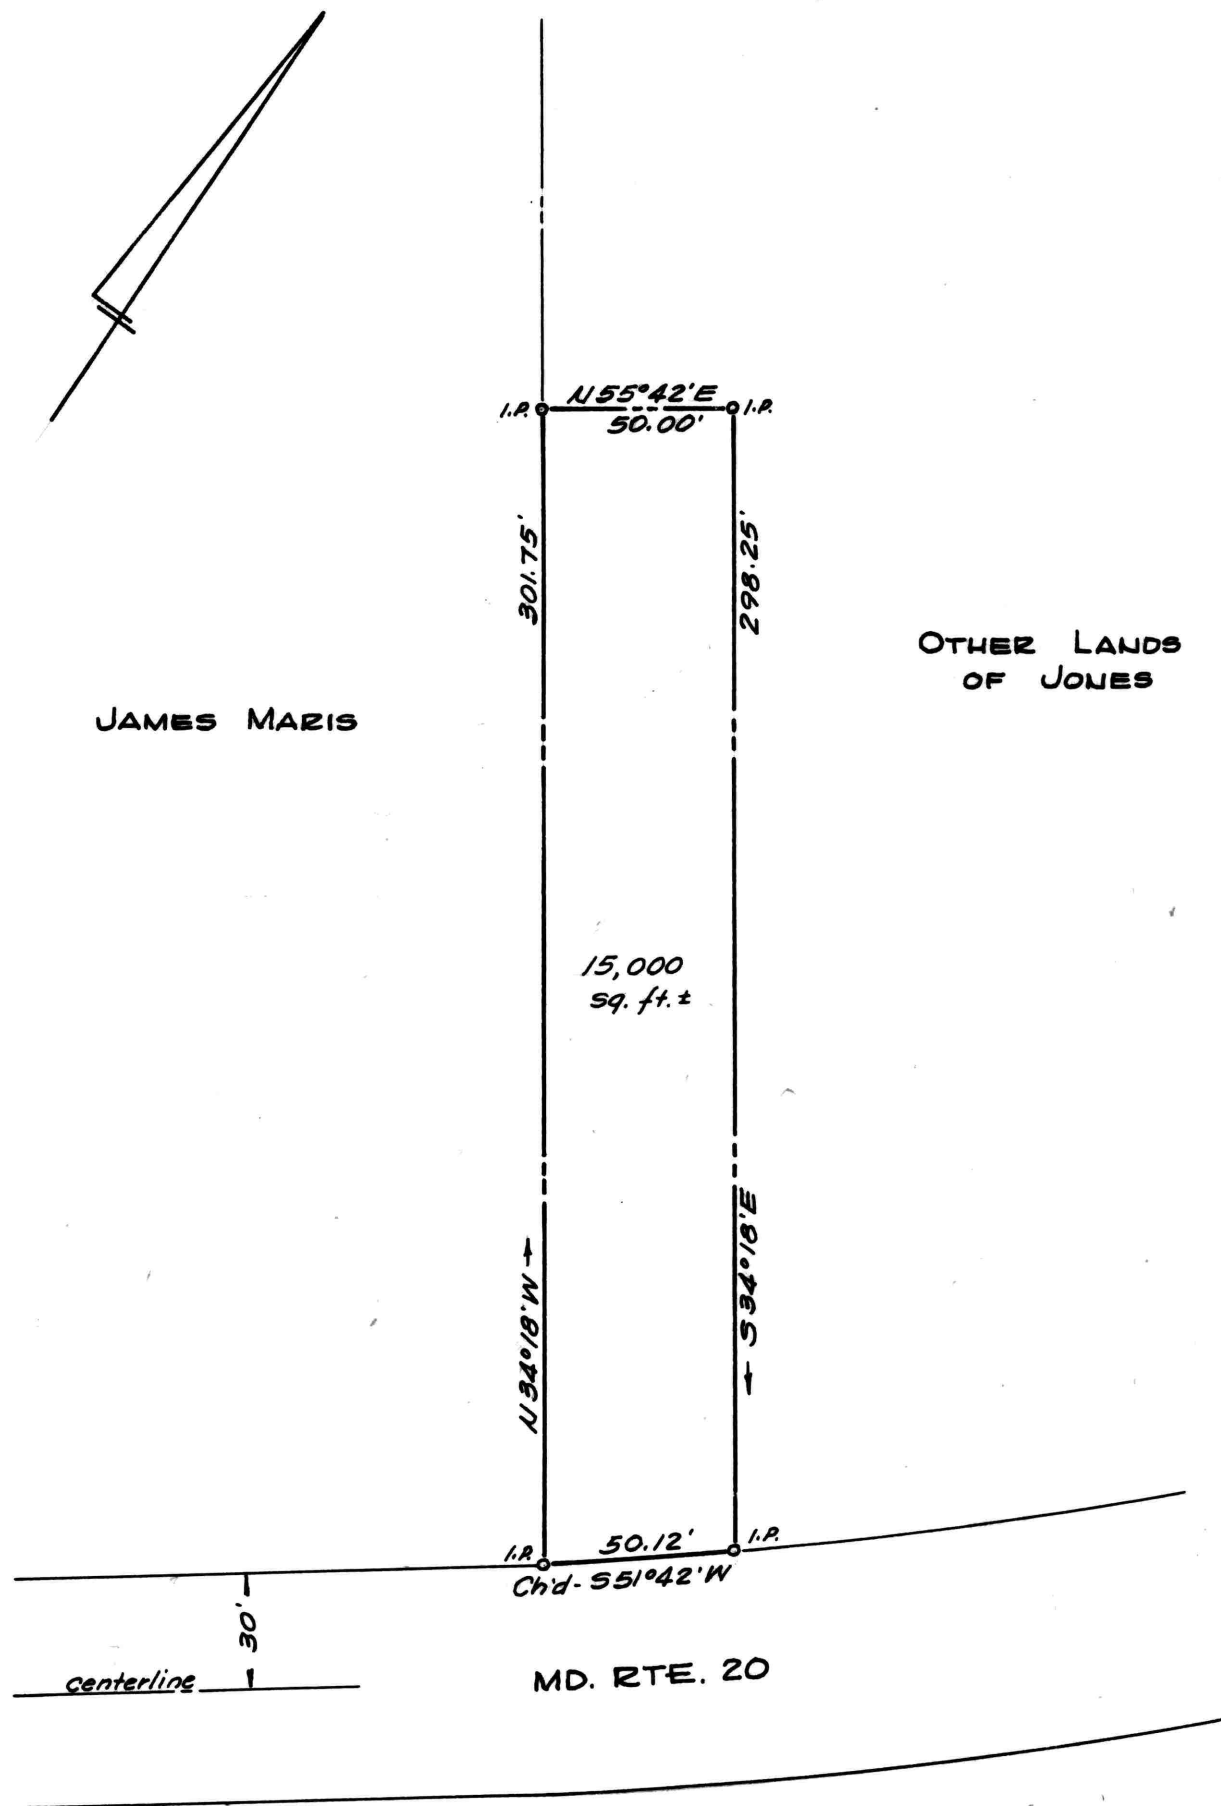 N55°42'E
I.P.
I.P.
50.00'
301.75'
298.25'
OTHER LANDS
OF JONES
JAMES MARIS
15,000
sq. ft. ±
N34°18'W
S34°18'E
I.P.
50.12'
I.P.
Ch'd - S51°42'W
30'
centerline
MD. RTE. 20